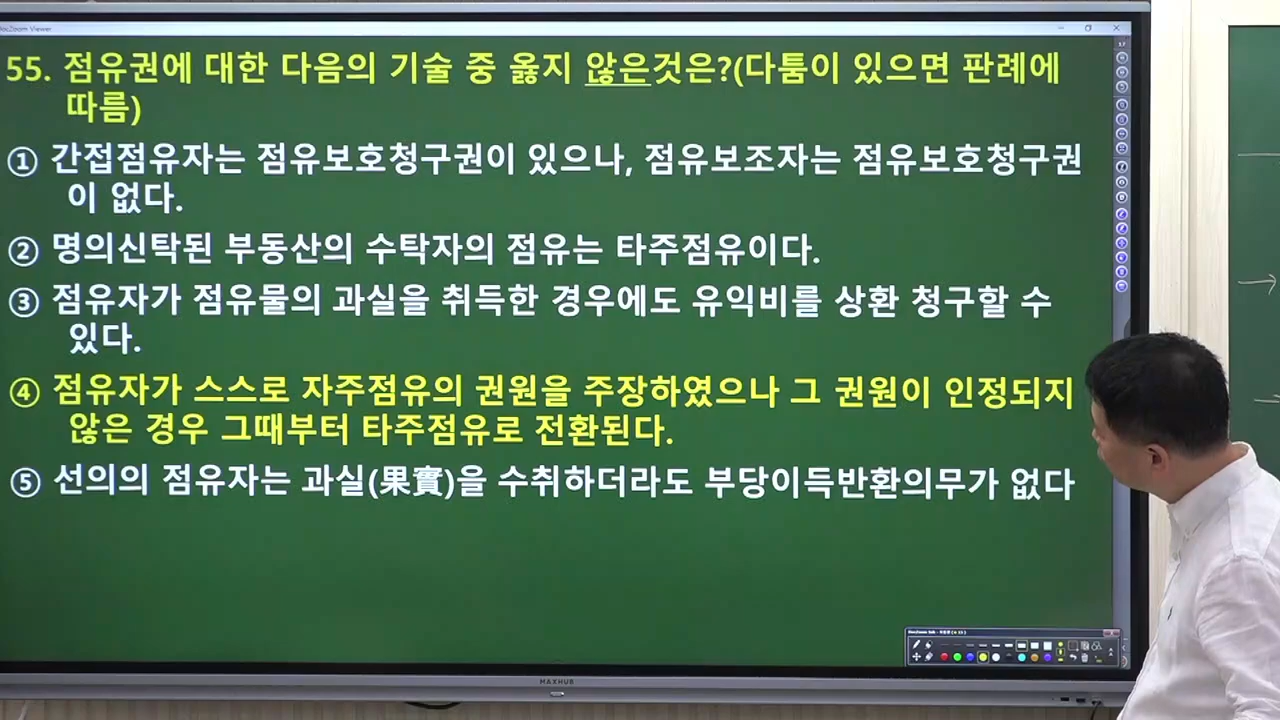 55. 점유권에 대한 다음의 기술 중 옳지 않은것은?(다툼이 있으면 판례에
따름)
① 간접점유자는 점유보호청구권이 있으나, 점유보조자는 점유보호청구권
이 없다.
② 명의신탁된 부동산의 수탁자의 점유는 타주점유이다.
③ 점유자가 점유물의 과실을 취득한 경우에도 유익비를 상환 청구할 수
있다.
④ 점유자가 스스로 자주점유의 권원을 주장하였으나 그 권원이 인정되지
않은 경우 그때부터 타주점유로 전환된다.
⑤ 선의의 점유자는 과실(果實)을 수취하더라도 부당이득반환의무가 없다
MAXHUB